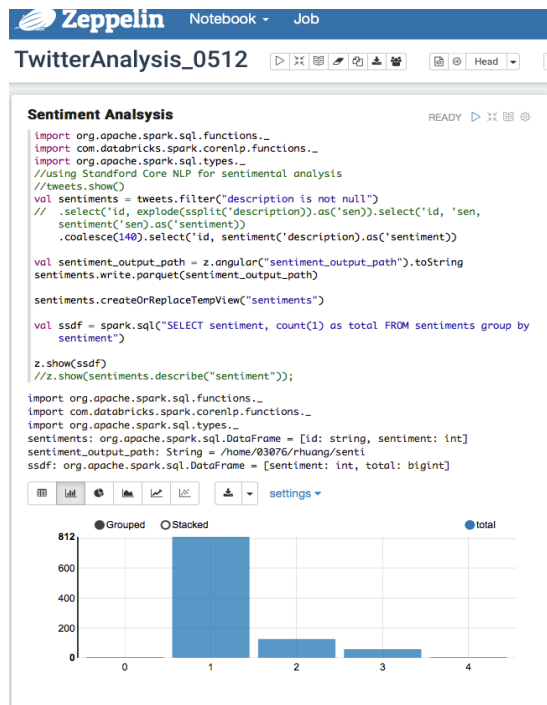 Zeppelin Notebook Job
TwitterAnalysis_0512 Head
Sentiment Analsysis READY
import org.apache.spark.sql.functions._
import com.databricks.spark.corenlp.functions._
import org.apache.spark.sql.types._
//using Standford Core NLP for sentimental analysis
//tweets.show()
val sentiments = tweets.filter("description is not null")
// .select('id, explode(ssplit('description)).as('sen)).select('id, 'sen,
sentiment('sen).as('sentiment))
.coalesce(140).select('id, sentiment('description).as('sentiment))
val sentiment_output_path = z.angular("sentiment_output_path").toString
sentiments.write.parquet(sentiment_output_path)
sentiments.createOrReplaceTempView("sentiments")
val ssdf = spark.sql("SELECT sentiment, count(1) as total FROM sentiments group by
sentiment")
z.show(ssdf)
//z.show(sentiments.describe("sentiment"));
import org.apache.spark.sql.functions._
import com.databricks.spark.corenlp.functions._
import org.apache.spark.sql.types._
sentiments: org.apache.spark.sql.DataFrame = [id: string, sentiment: int]
sentiment_output_path: String = /home/03076/rhuang/senti
ssdf: org.apache.spark.sql.DataFrame = [sentiment: int, total: bigint]
settings
Grouped Stacked total
812
600
400
200
0
0 1 2 3 4